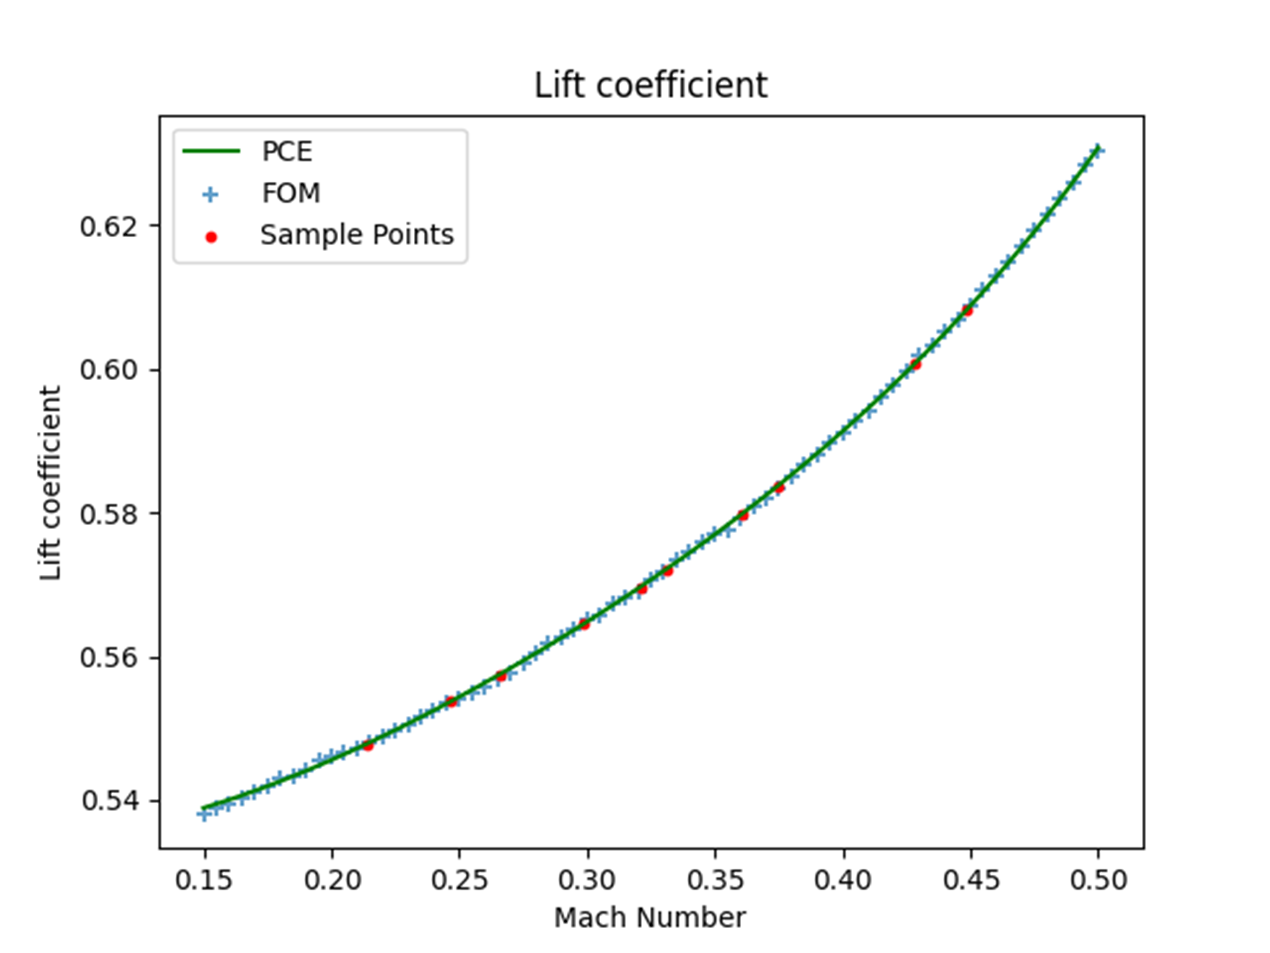 Lift coefficient
PCE
FOM
Sample Points
0.62
0.60
0.58
0.56
0.54
Lift coefficient
0.15 0.20 0.25 0.30 0.35 0.40 0.45 0.50
Mach Number